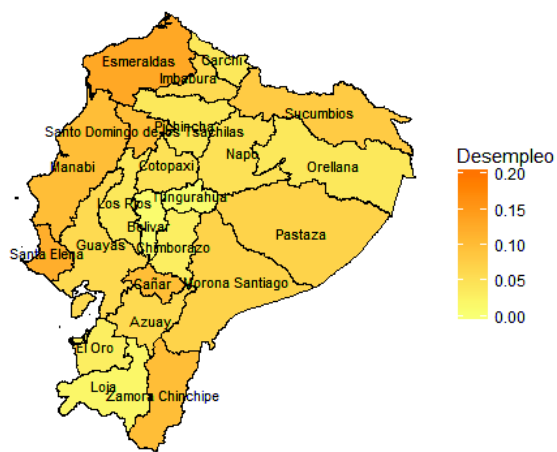 Esmeraldas
Carchi
Imbabura
Sucumbios
Pichincha
Santo Domingo de los Tsachilas
Manabi
Cotopaxi
Napo
Orellana
Tungurahua
Los Rios
Bolivar
Pastaza
Santa Elena
Guayas
Chimborazo
Cañar
Morona Santiago
Azuay
El Oro
Loja
Zamora Chinchipe
Desempleo
0.20
0.15
0.10
0.05
0.00